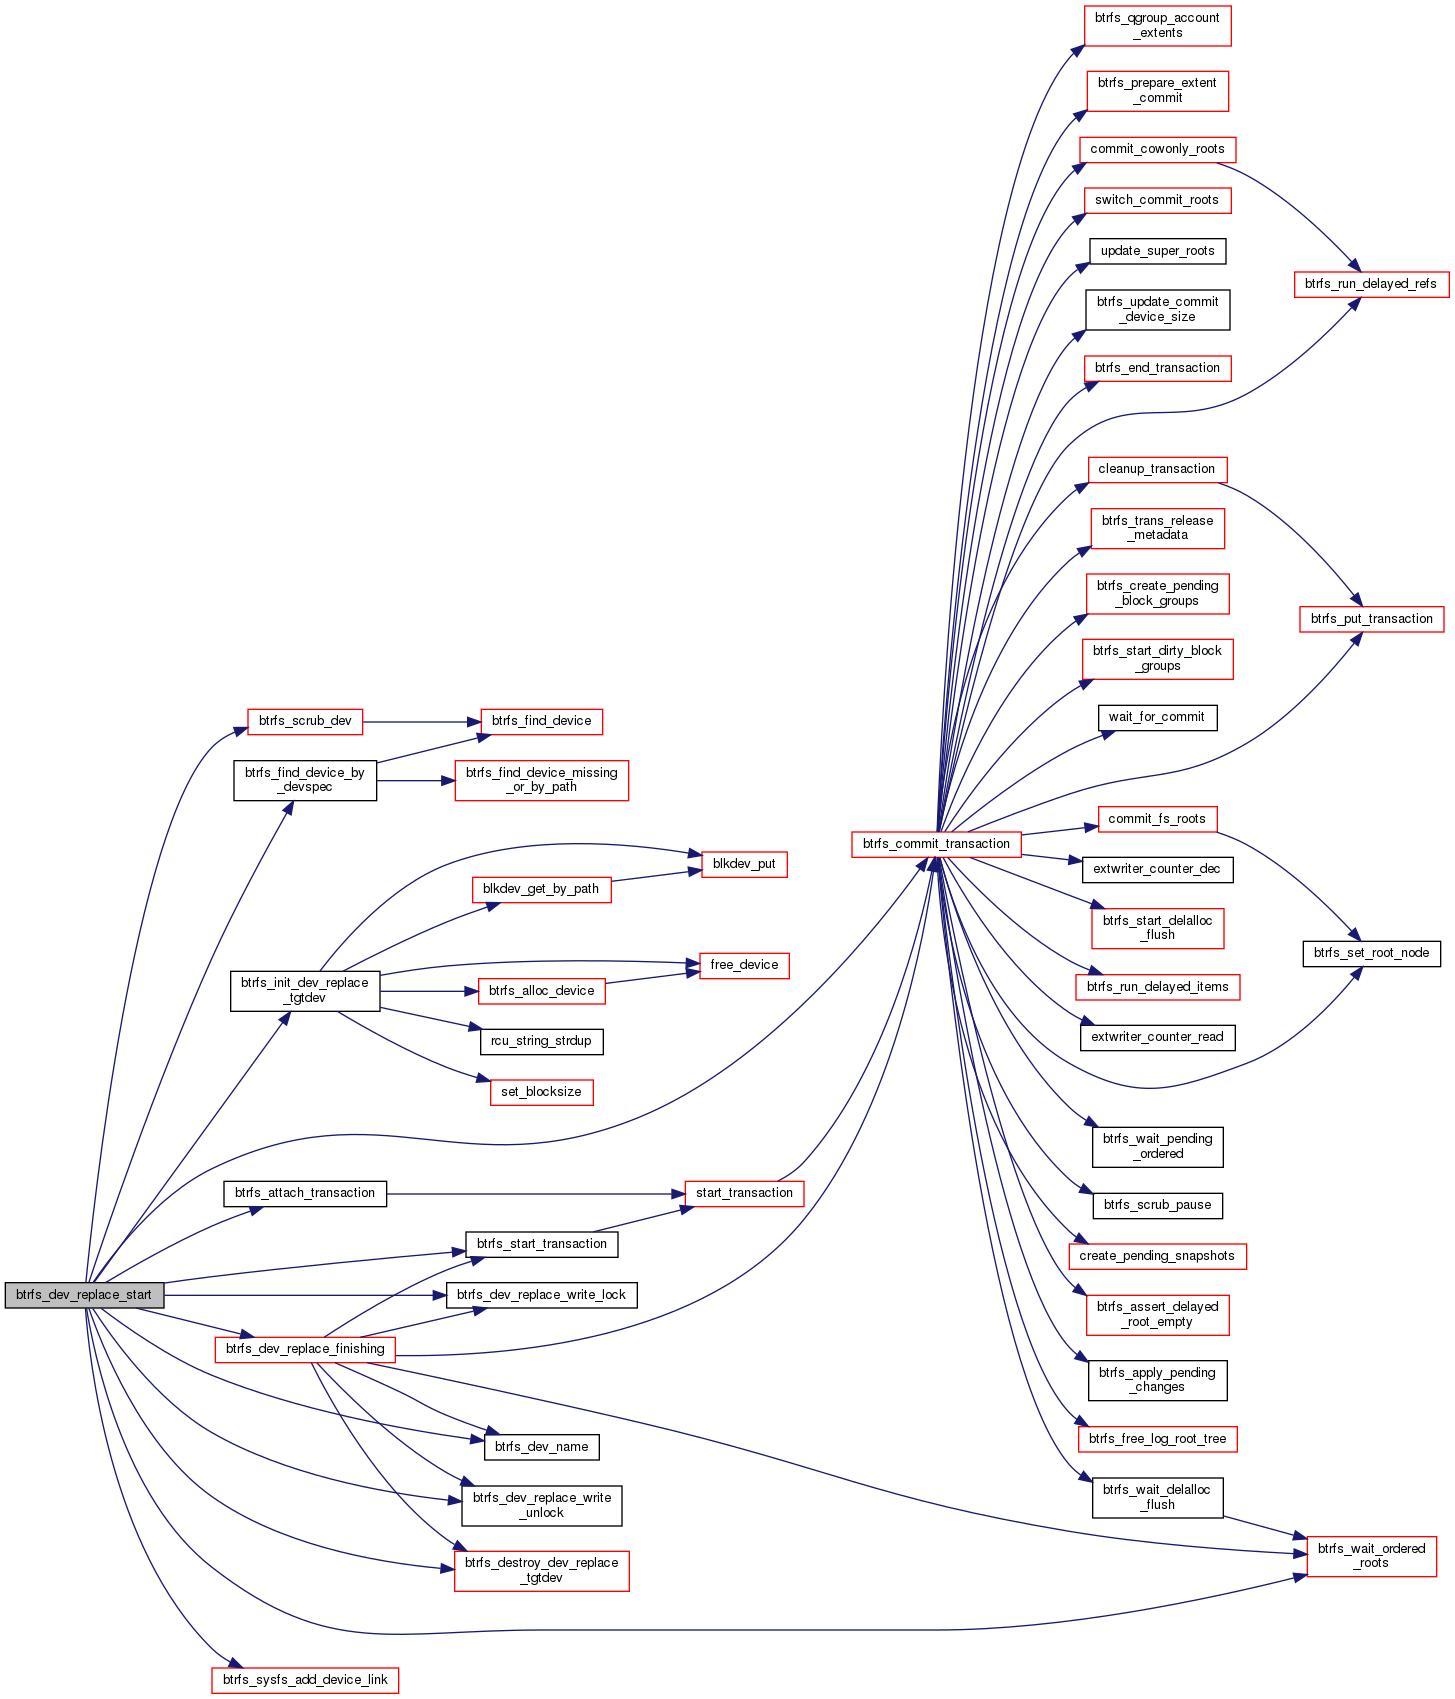 btrfs_qgroup_account
_extents
btrfs_prepare_extent
_commit
commit_cowonly_roots
switch_commit_roots
update_super_roots
btrfs_run_delayed_refs
btrfs_update_commit
_device_size
btrfs_end_transaction
cleanup_transaction
btrfs_trans_release
_metadata
btrfs_create_pending
_block_groups
btrfs_put_transaction
btrfs_start_dirty_block
_groups
btrfs_scrub_dev
btrfs_find_device
wait_for_commit
btrfs_find_device_by
_devspec
btrfs_find_device_missing
_or_by_path
commit_fs_roots
btrfs_commit_transaction
blkdev_put
extwriter_counter_dec
blkdev_get_by_path
btrfs_start_delalloc
_flush
btrfs_set_root_node
free_device
btrfs_init_dev_replace
_tgtdev
btrfs_alloc_device
btrfs_run_delayed_items
rcu_string_strdup
extwriter_counter_read
set_blocksize
btrfs_wait_pending
_ordered
btrfs_attach_transaction
start_transaction
btrfs_scrub_pause
btrfs_start_transaction
create_pending_snapshots
btrfs_dev_replace_start
btrfs_dev_replace_write_lock
btrfs_assert_delayed
_root_empty
btrfs_dev_replace_finishing
btrfs_apply_pending
_changes
btrfs_dev_name
btrfs_free_log_root_tree
btrfs_dev_replace_write
_unlock
btrfs_wait_delalloc
_flush
btrfs_destroy_dev_replace
_tgtdev
btrfs_wait_ordered
_roots
btrfs_sysfs_add_device_link